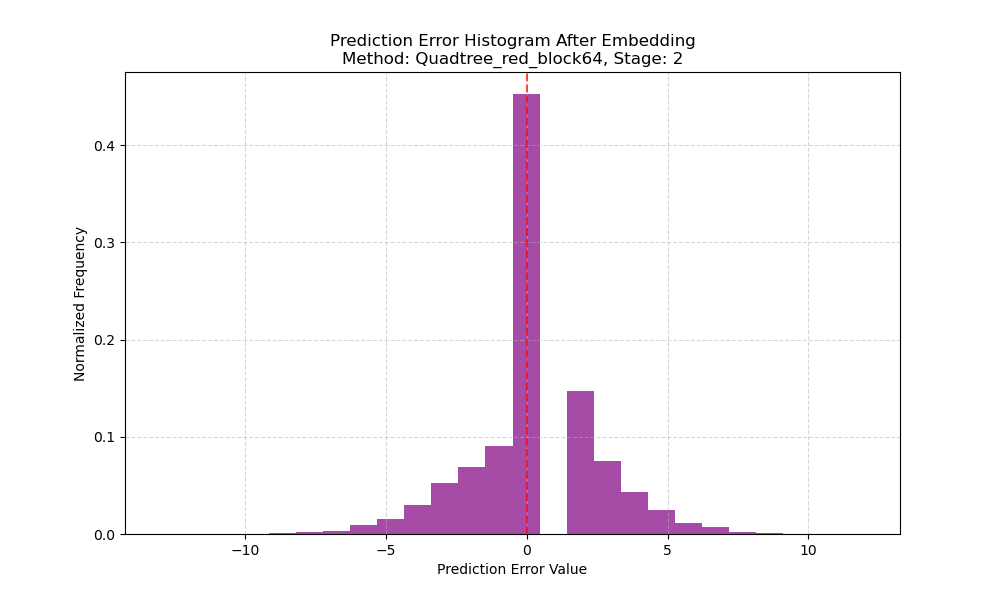 Prediction Error Histogram After Embedding
Method: Quadtree_red_block64, Stage: 2
Normalized Frequency
0.4
0.3
0.2
0.1
0.0
−10
−5
0
5
10
Prediction Error Value